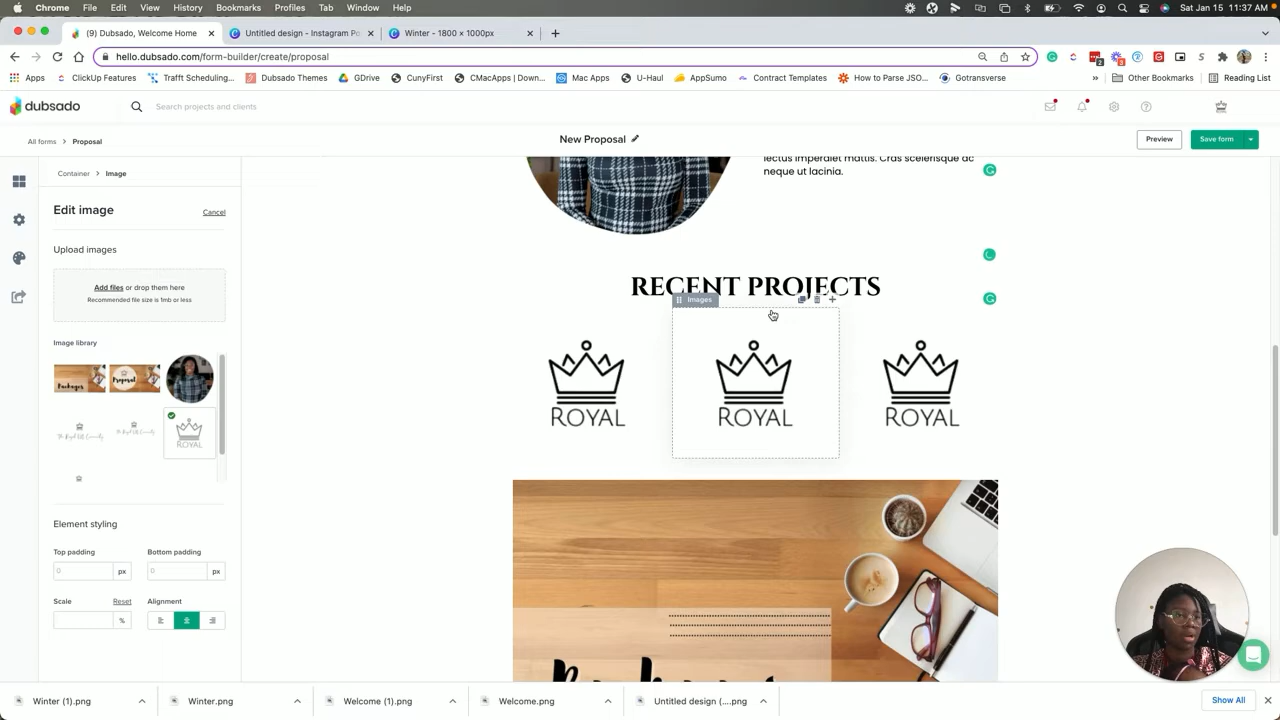 Chrome File Edit View History Bookmarks Profiles Tab Window Help
Sat Jan 15 11:37 AM
(9) Dubsado, Welcome Home
Untitled design - Instagram Po
Winter - 1800 × 1000px
hello.dubsado.com/form-builder/create/proposal
Apps ClickUp Features Trafft Scheduling... Dubsado Themes GDrive CunyFirst CMacApps | Down... Mac Apps U-Haul AppSumo Contract Templates How to Parse JSO... Gotransverse » Other Bookmarks Reading List
dubsado Search projects and clients
All forms > Proposal
New Proposal
Preview
Save form
Container > Image
Edit image
Cancel
Upload images
Add files or drop them here
Recommended file size is 1mb or less
Image library
Packages
Proposal
ROYAL
Element styling
Top padding Bottom padding
0 px 0 px
Scale Reset Alignment
%
lectus imperdiet mattis. Cras scelerisque ac
neque ut lacinia.
RECENT PROJECTS
Images
ROYAL ROYAL ROYAL
Winter (1).png
Winter.png
Welcome (1).png
Welcome.png
Untitled design (....png
Show All